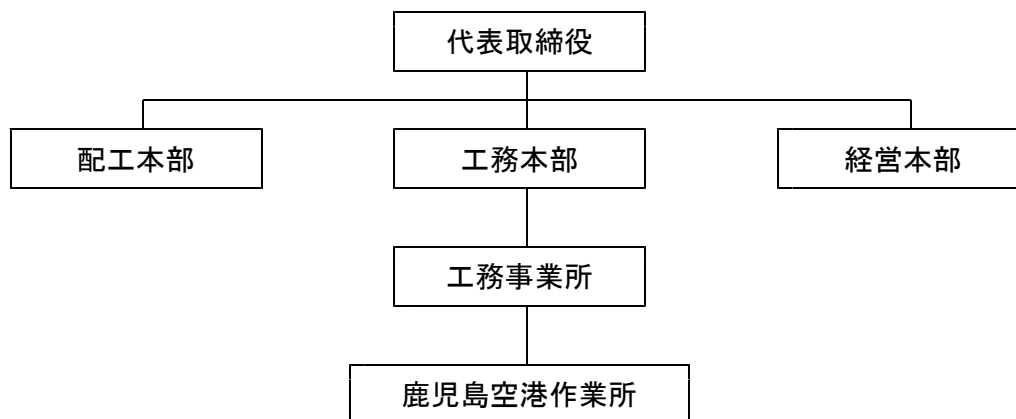 代表取締役
配工本部
工務本部
経営本部
工務事業所
鹿児島空港作業所